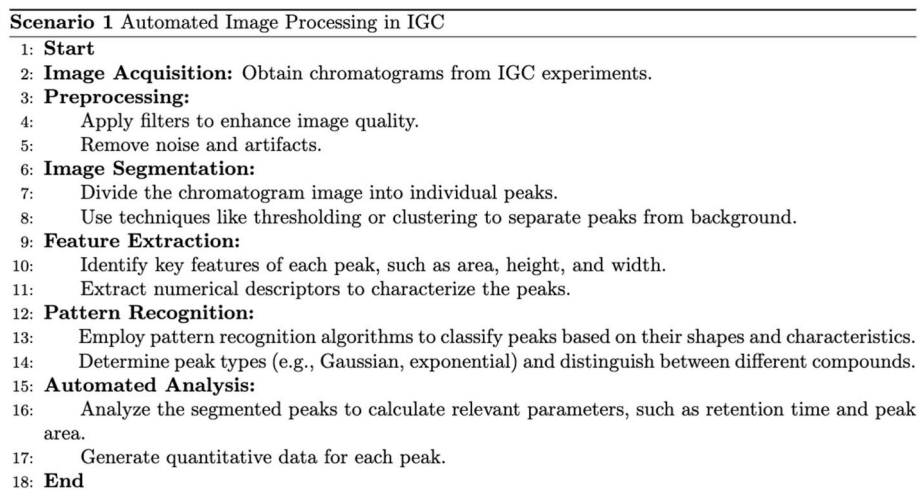 Scenario 1 Automated Image Processing in IGC
1: Start
2: Image Acquisition: Obtain chromatograms from IGC experiments.
3: Preprocessing:
4: Apply filters to enhance image quality.
5: Remove noise and artifacts.
6: Image Segmentation:
7: Divide the chromatogram image into individual peaks.
8: Use techniques like thresholding or clustering to separate peaks from background.
9: Feature Extraction:
10: Identify key features of each peak, such as area, height, and width.
11: Extract numerical descriptors to characterize the peaks.
12: Pattern Recognition:
13: Employ pattern recognition algorithms to classify peaks based on their shapes and characteristics.
14: Determine peak types (e.g., Gaussian, exponential) and distinguish between different compounds.
15: Automated Analysis:
16: Analyze the segmented peaks to calculate relevant parameters, such as retention time and peak
area.
17: Generate quantitative data for each peak.
18: End